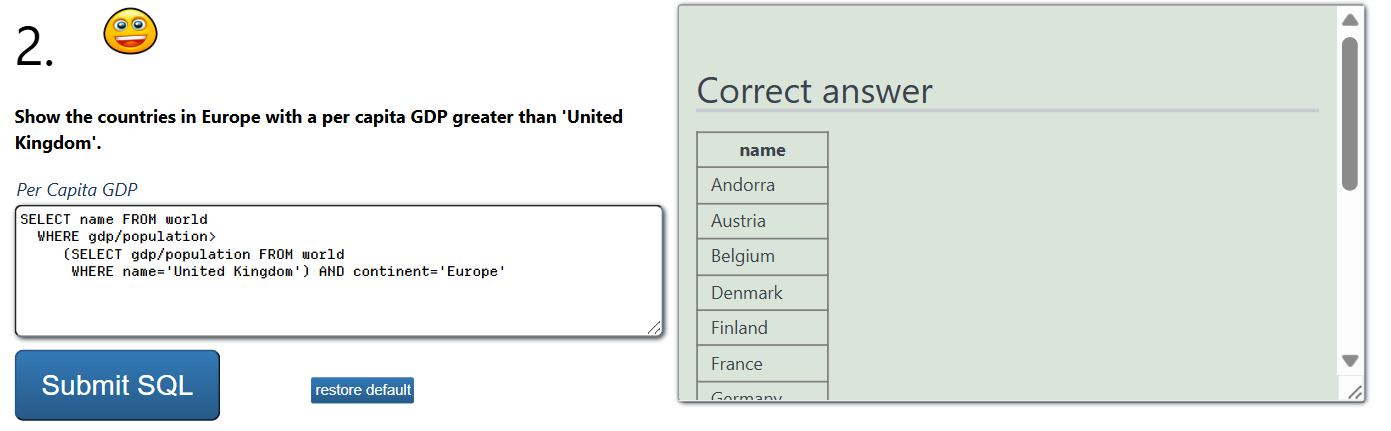 2.
Show the countries in Europe with a per capita GDP greater than 'United
Kingdom'.
Per Capita GDP
SELECT name FROM world
WHERE gdp/population>
(SELECT gdp/population FROM world
WHERE name='United Kingdom') AND continent='Europe'
Submit SQL
restore default
Correct answer
name
Andorra
Austria
Belgium
Denmark
Finland
France
Germany